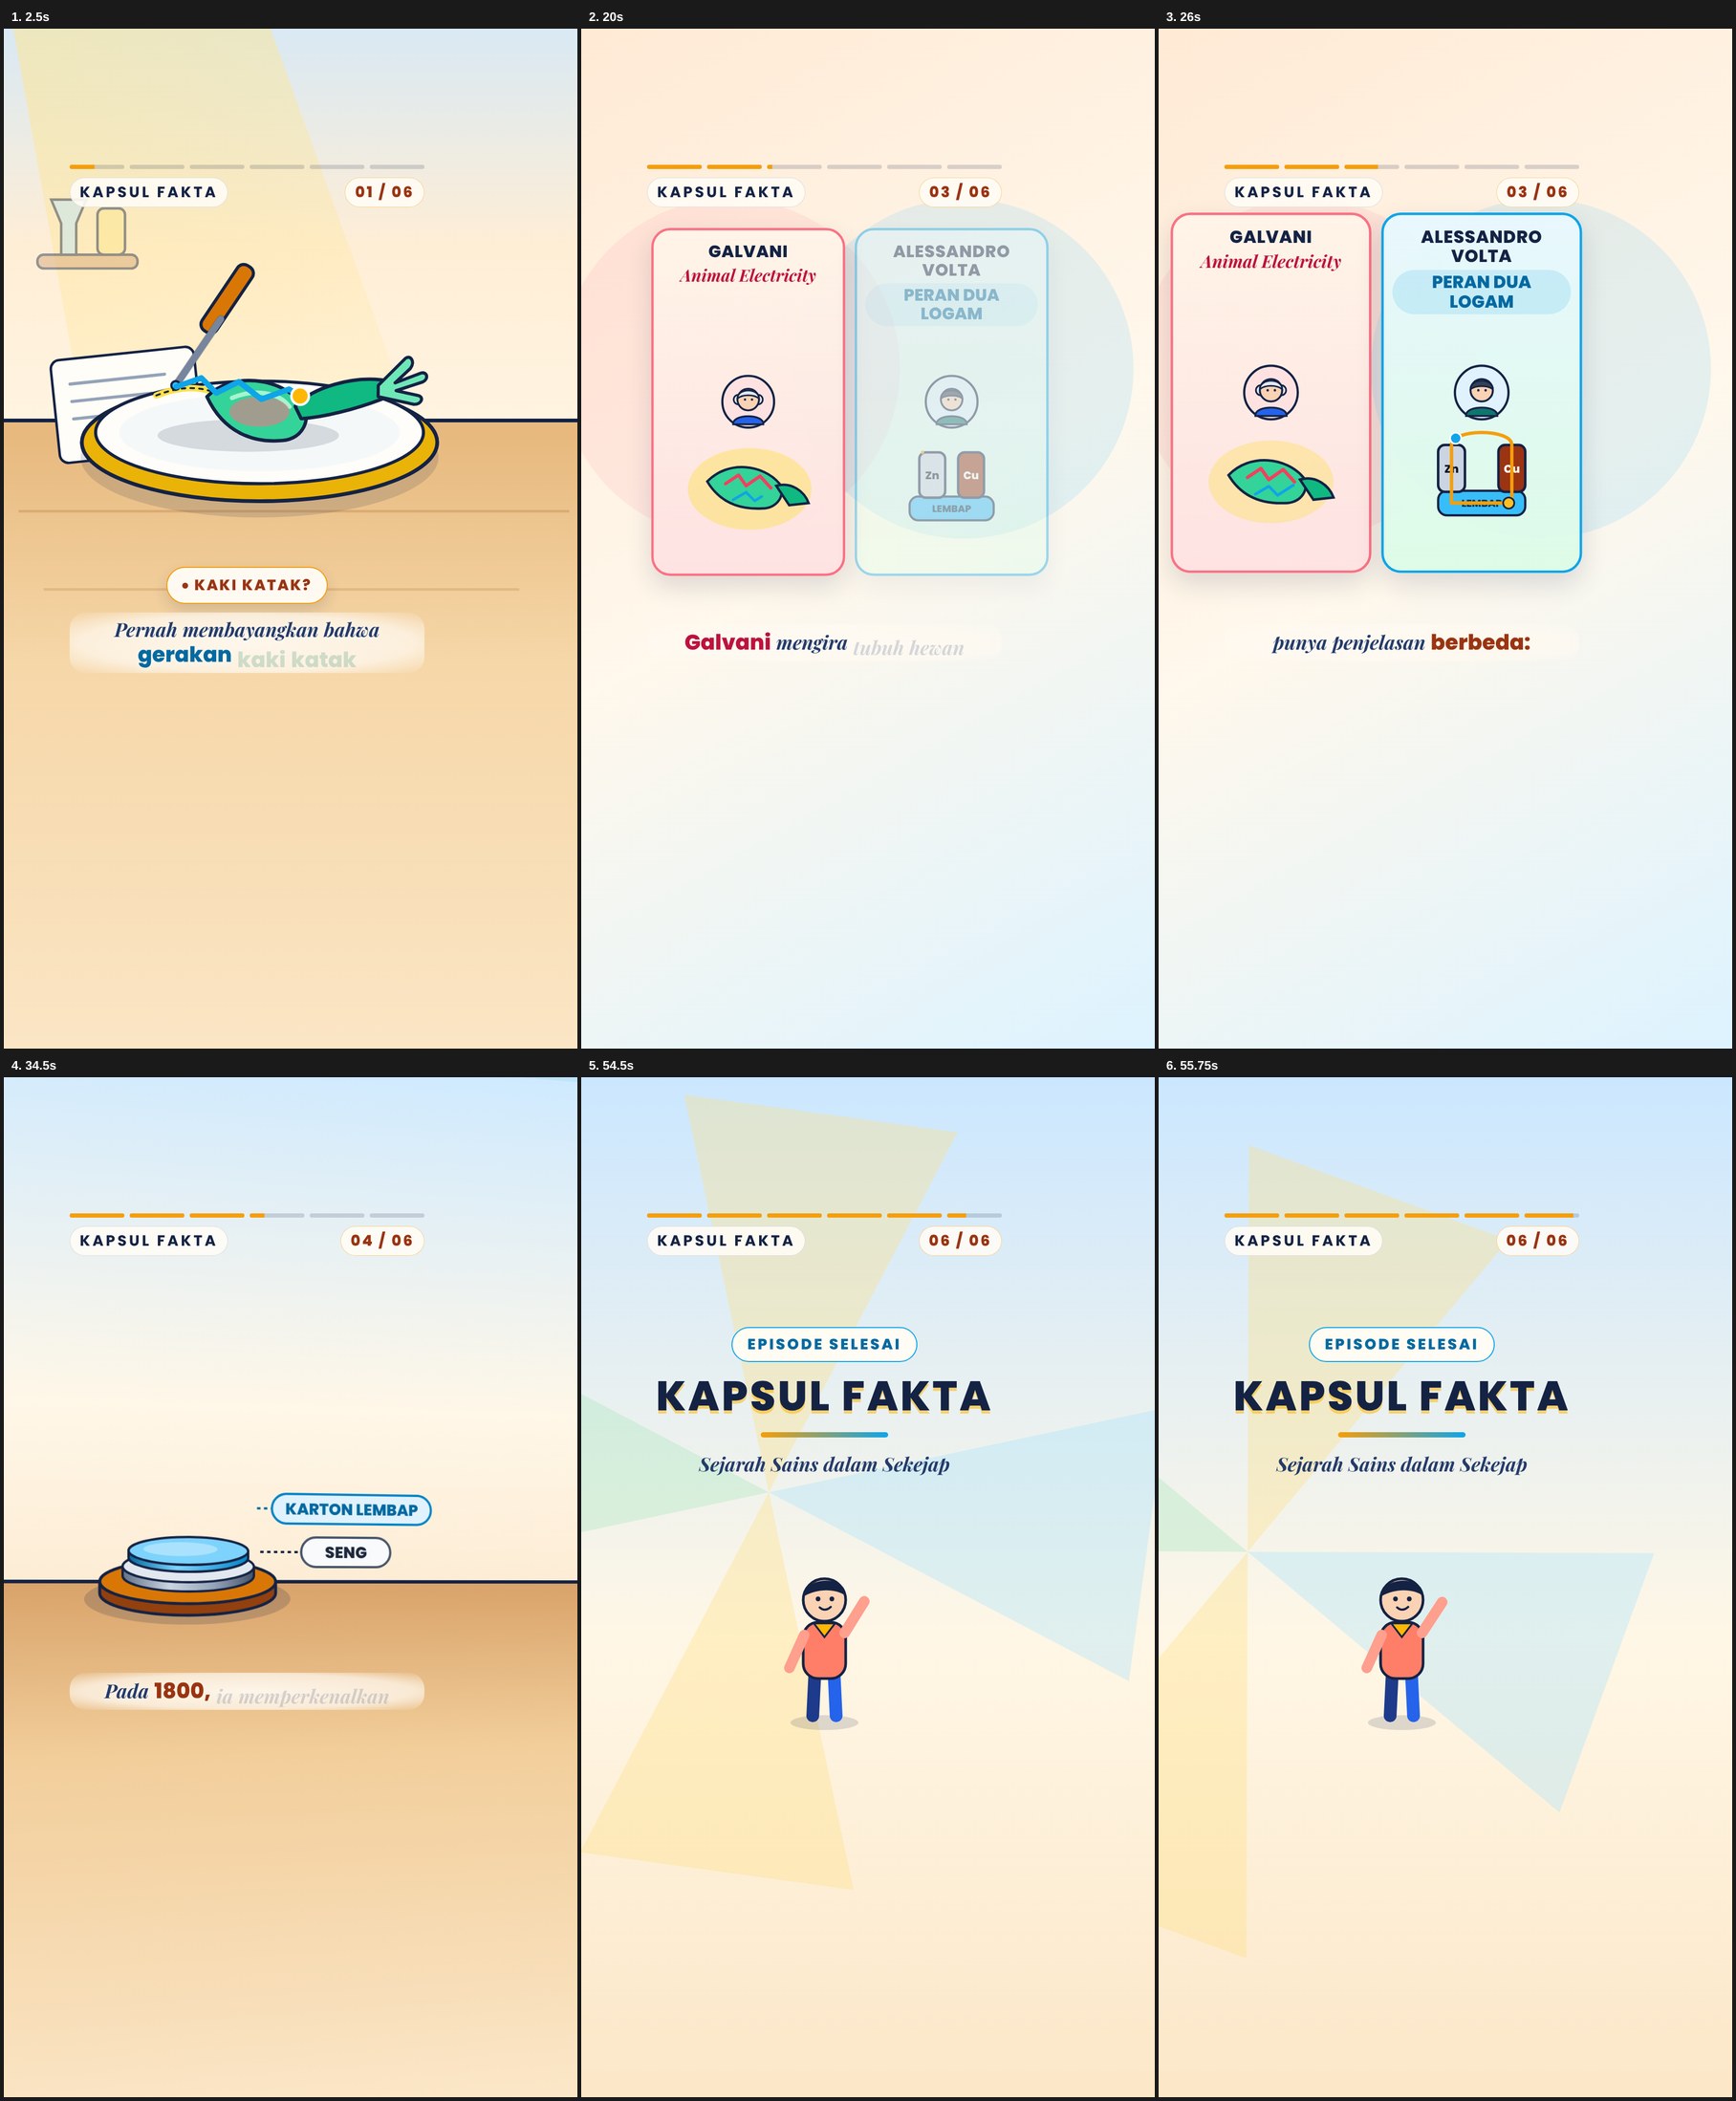 1. 2.5s
KAPSUL FAKTA
01 / 06
• KAKI KATAK?
Pernah membayangkan bahwa
gerakan kaki katak
2. 20s
KAPSUL FAKTA
03 / 06
GALVANI
Animal Electricity
ALESSANDRO
VOLTA
PERAN DUA
LOGAM
Zn
Cu
LEMBAP
Galvani mengira tubuh hewan
3. 26s
KAPSUL FAKTA
03 / 06
GALVANI
Animal Electricity
ALESSANDRO
VOLTA
PERAN DUA
LOGAM
Zn
Cu
LEMBAP
punya penjelasan berbeda:
4. 34.5s
KAPSUL FAKTA
04 / 06
KARTON LEMBAP
SENG
Pada 1800, ia memperkenalkan
5. 54.5s
KAPSUL FAKTA
06 / 06
EPISODE SELESAI
KAPSUL FAKTA
Sejarah Sains dalam Sekejap
6. 55.75s
KAPSUL FAKTA
06 / 06
EPISODE SELESAI
KAPSUL FAKTA
Sejarah Sains dalam Sekejap